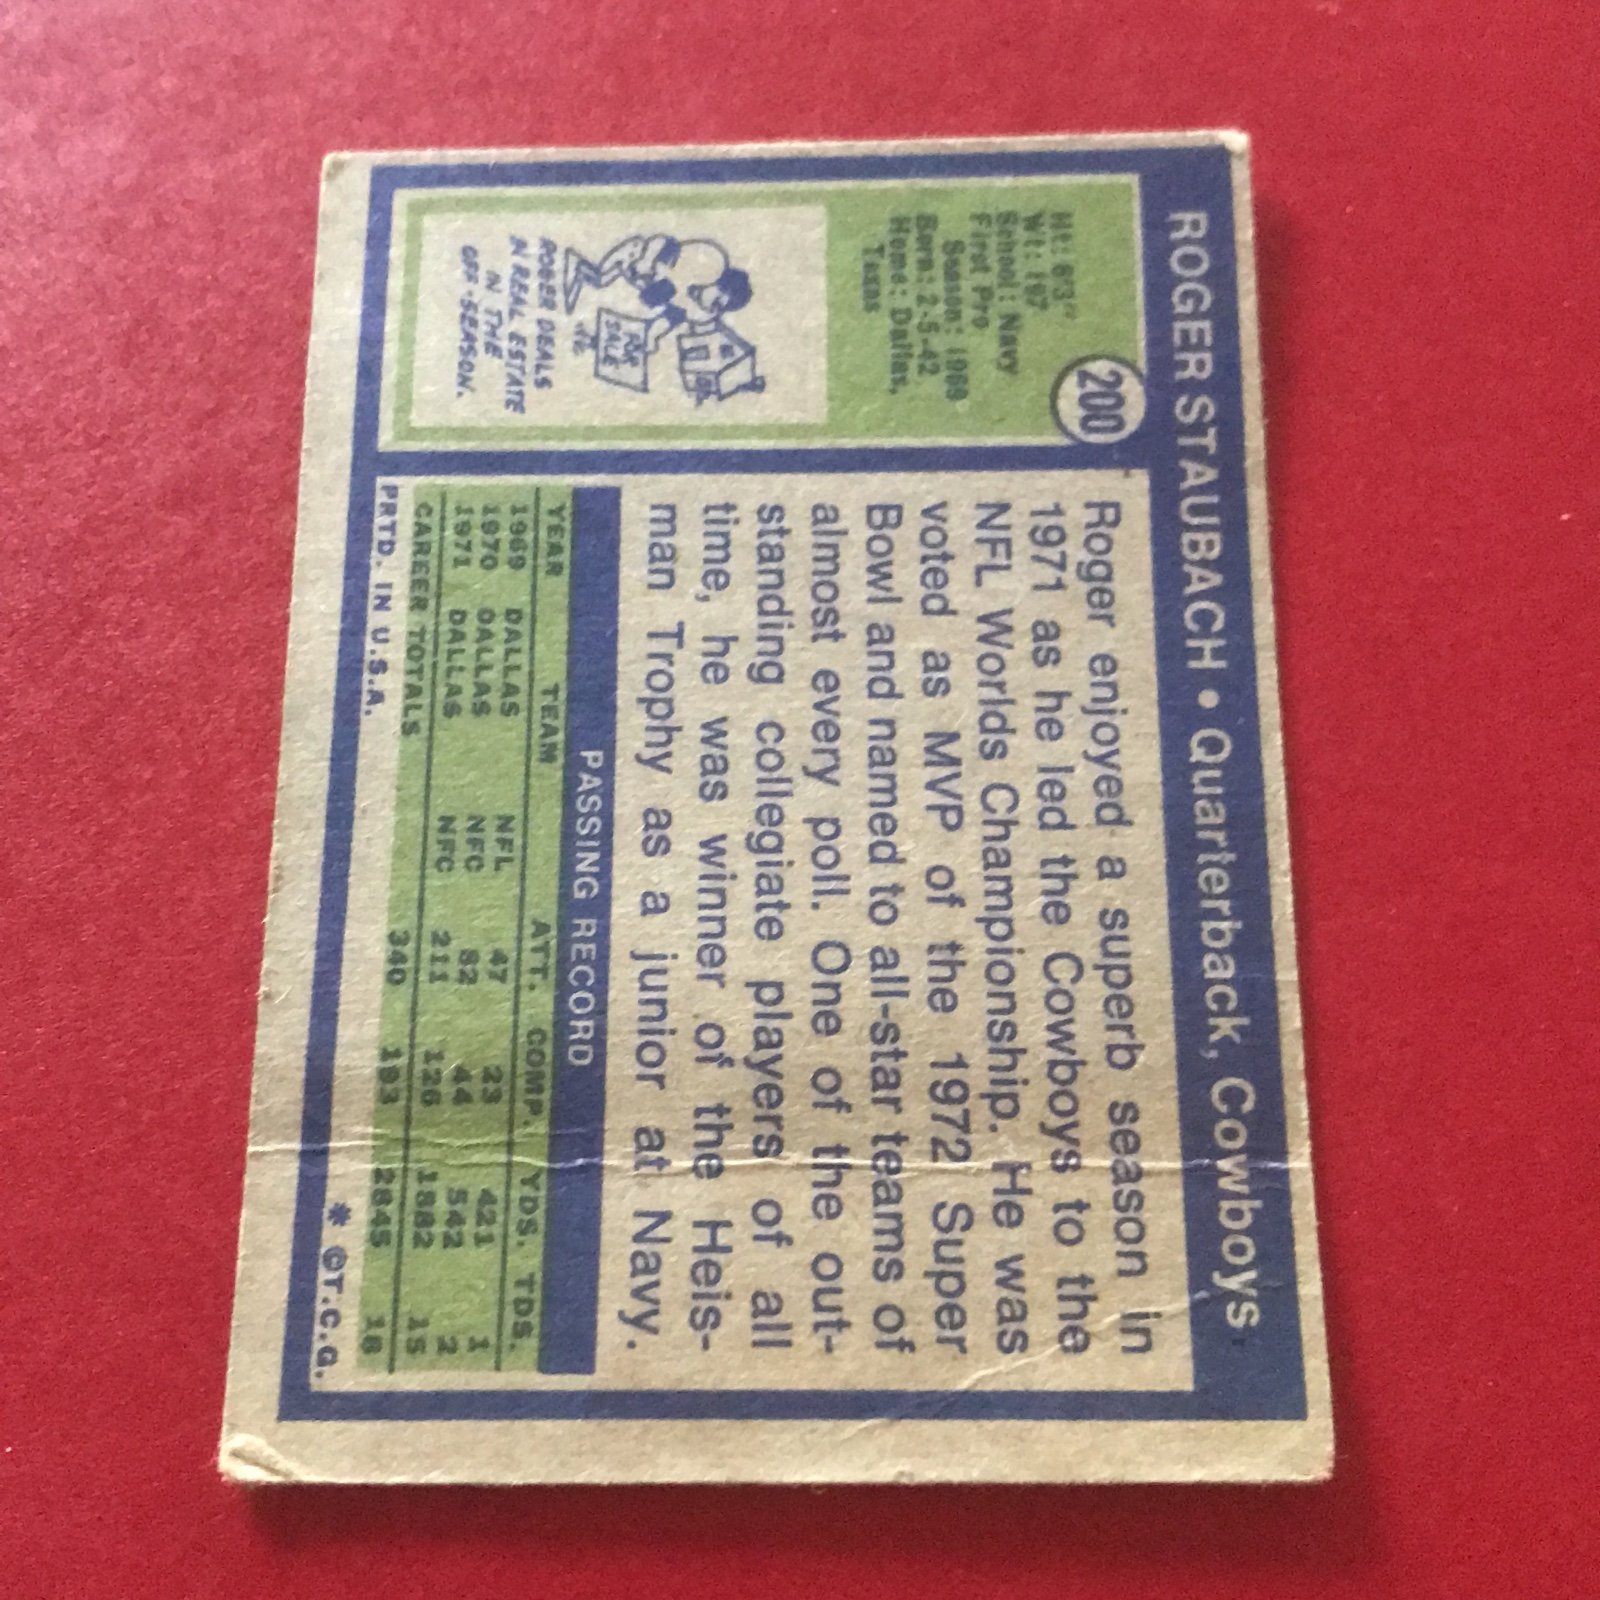 ROGER STAUBACH • Quarterback, Cowboys
200
Ht: 6'3"
Wt: 197
School: Navy
First Pro
Season: 1969
Born: 2-5-42
Home: Dallas,
Texas
FOR
SALE
ROGER DEALS
IN REAL ESTATE
IN THE
OFF-SEASON.
Roger enjoyed a superb season in
1971 as he led the Cowboys to the
NFL Worlds Championship. He was
voted as MVP of the 1972 Super
Bowl and named to all-star teams of
almost every poll. One of the out-
standing collegiate players of all
time, he was winner of the Heis-
man Trophy as a junior at Navy.
PASSING RECORD
YEAR TEAM ATT. COMP. YDS. TDS.
1969 DALLAS NFL 47 23 421 1
1970 DALLAS NFC 82 44 542 2
1971 DALLAS NFC 211 126 1882 15
CAREER TOTALS 340 193 2845 18
PRTD. IN U.S.A. * ©T.C.G.